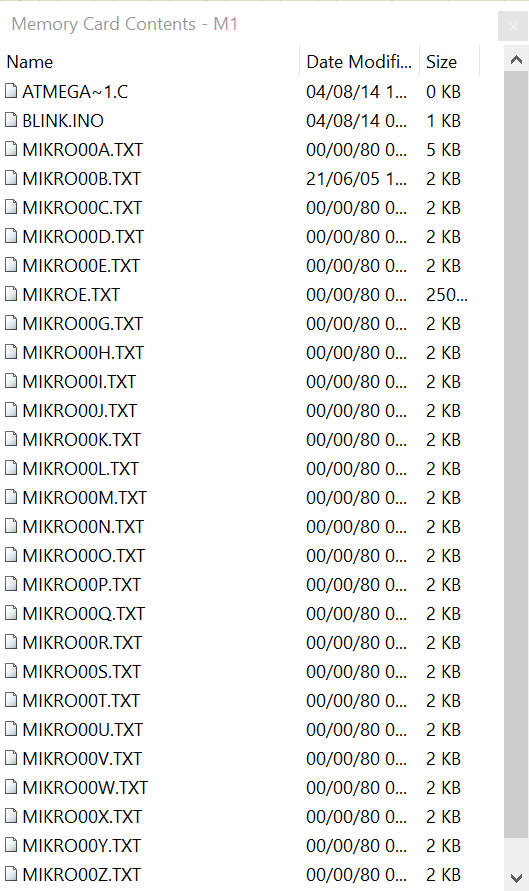 Memory Card Contents - M1
Name Date Modifi... Size
ATMEGA~1.C 04/08/14 1... 0 KB
BLINK.INO 04/08/14 0... 1 KB
MIKRO00A.TXT 00/00/80 0... 5 KB
MIKRO00B.TXT 21/06/05 1... 2 KB
MIKRO00C.TXT 00/00/80 0... 2 KB
MIKRO00D.TXT 00/00/80 0... 2 KB
MIKRO00E.TXT 00/00/80 0... 2 KB
MIKROE.TXT 00/00/80 0... 250...
MIKRO00G.TXT 00/00/80 0... 2 KB
MIKRO00H.TXT 00/00/80 0... 2 KB
MIKRO00I.TXT 00/00/80 0... 2 KB
MIKRO00J.TXT 00/00/80 0... 2 KB
MIKRO00K.TXT 00/00/80 0... 2 KB
MIKRO00L.TXT 00/00/80 0... 2 KB
MIKRO00M.TXT 00/00/80 0... 2 KB
MIKRO00N.TXT 00/00/80 0... 2 KB
MIKRO00O.TXT 00/00/80 0... 2 KB
MIKRO00P.TXT 00/00/80 0... 2 KB
MIKRO00Q.TXT 00/00/80 0... 2 KB
MIKRO00R.TXT 00/00/80 0... 2 KB
MIKRO00S.TXT 00/00/80 0... 2 KB
MIKRO00T.TXT 00/00/80 0... 2 KB
MIKRO00U.TXT 00/00/80 0... 2 KB
MIKRO00V.TXT 00/00/80 0... 2 KB
MIKRO00W.TXT 00/00/80 0... 2 KB
MIKRO00X.TXT 00/00/80 0... 2 KB
MIKRO00Y.TXT 00/00/80 0... 2 KB
MIKRO00Z.TXT 00/00/80 0... 2 KB